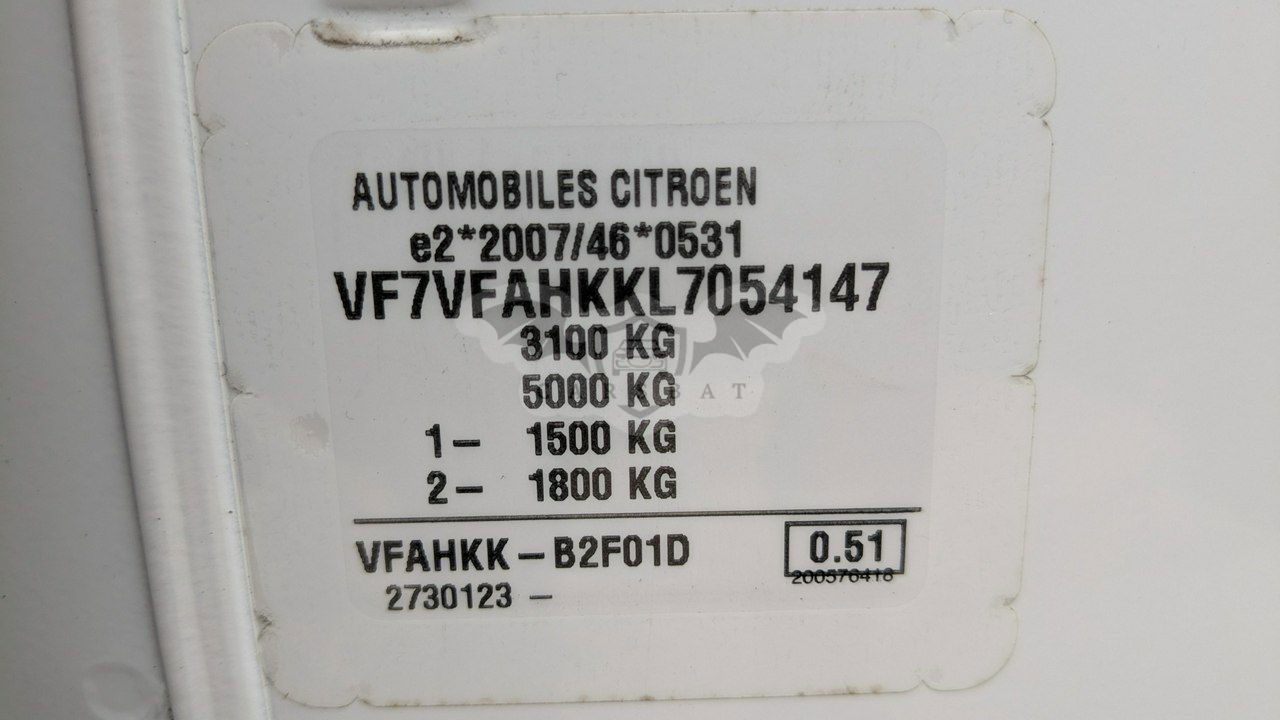 AUTOMOBILES CITROEN
e2*2007/46*0531
VF7VFAHKKL7054147
3100 KG
5000 KG
1- 1500 KG
2- 1800 KG
VFAHKK-B2F01D
0.51
200570418
2730123 -